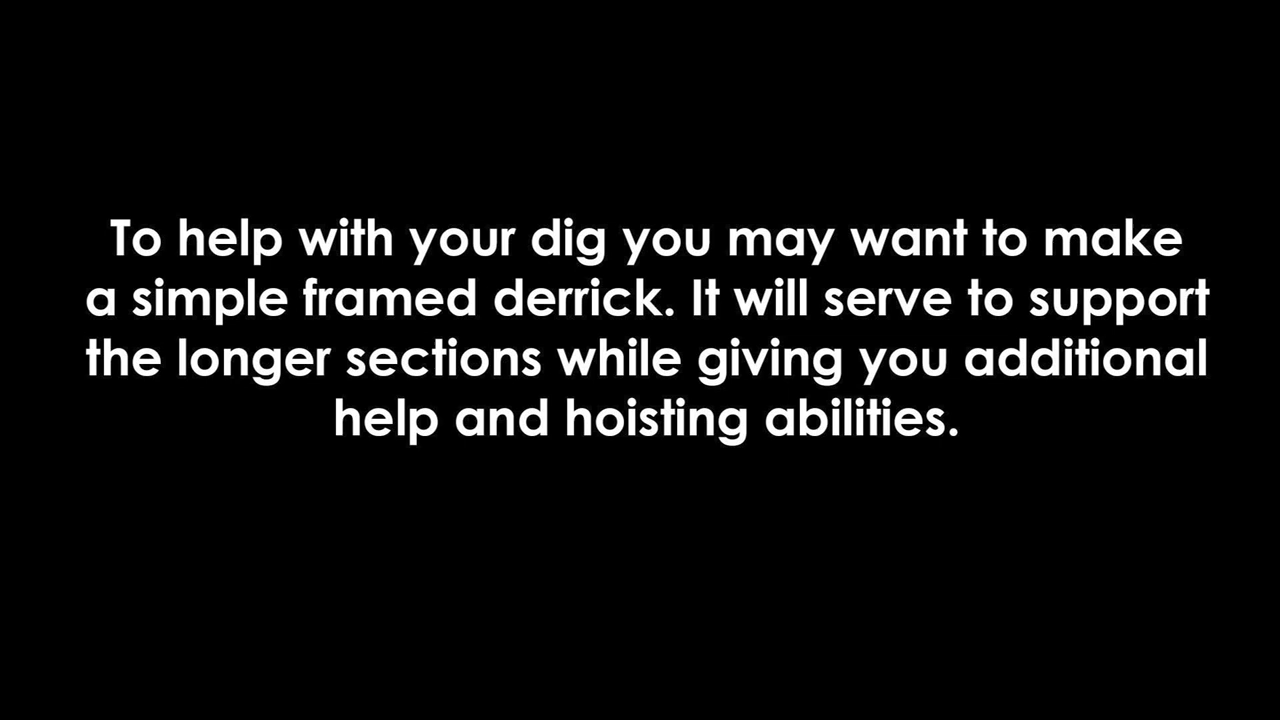 To help with your dig you may want to make
a simple framed derrick. It will serve to support
the longer sections while giving you additional
help and hoisting abilities.